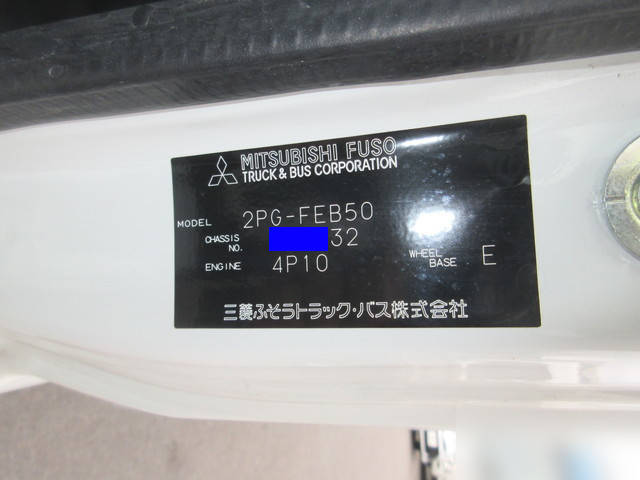 MITSUBISHI FUSO
TRUCK & BUS CORPORATION
MODEL 2PG-FEB50
CHASSIS NO. 32
ENGINE 4P10 WHEEL BASE E
三菱ふそうトラック・バス株式会社